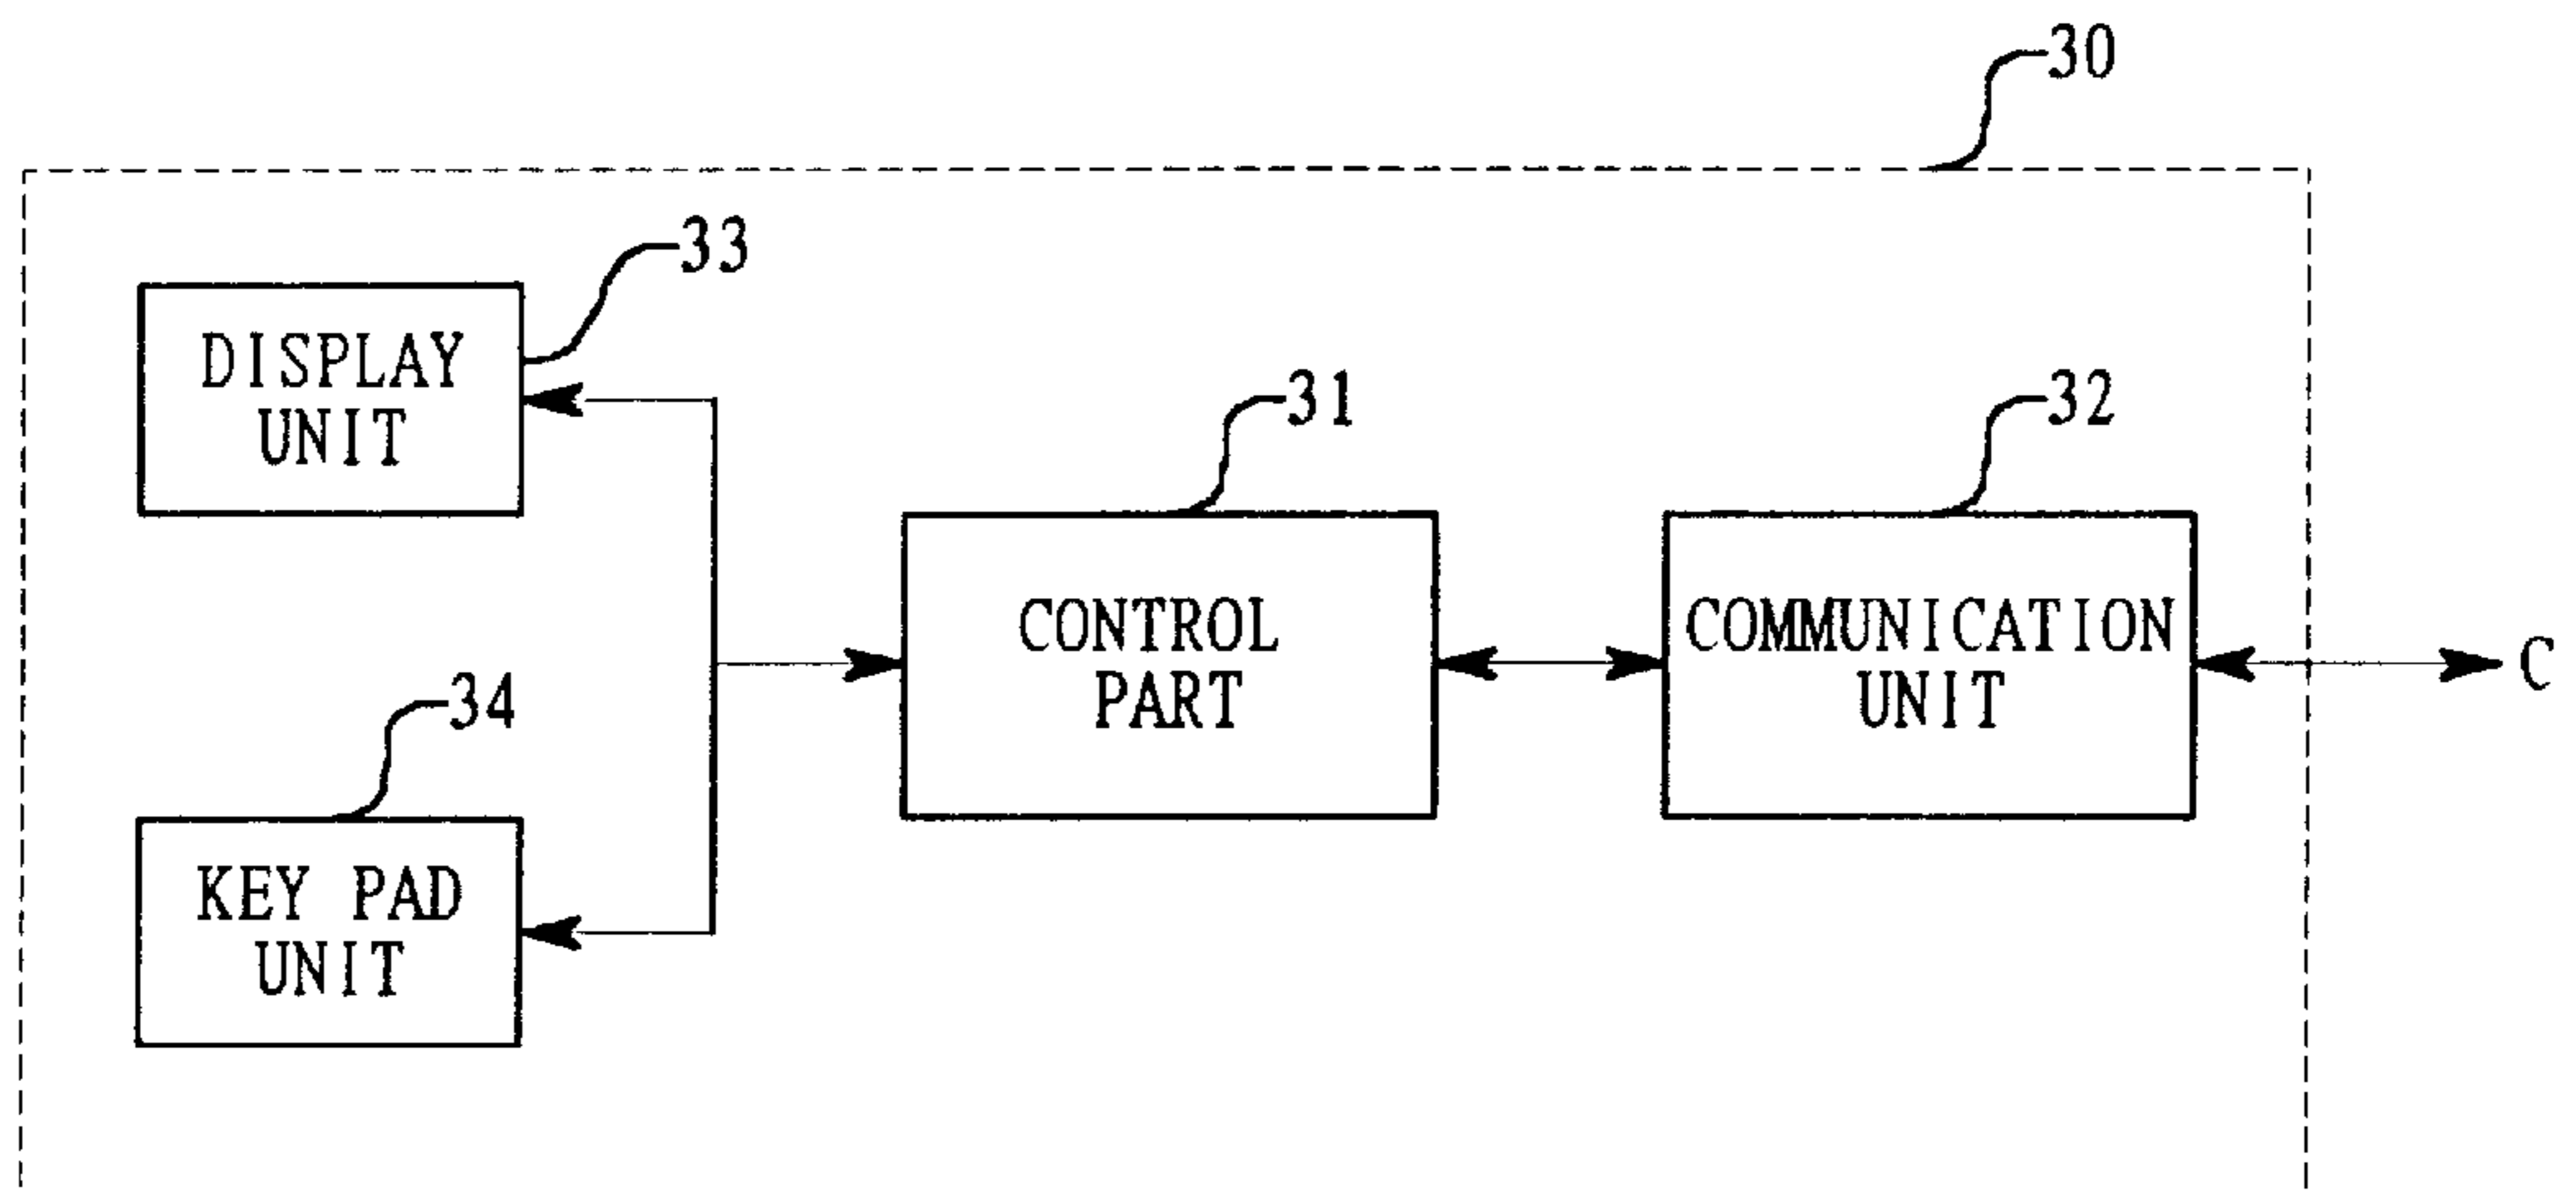 30
33
DISPLAY
UNIT
31
32
CONTROL
PART
COMMUNICATION
UNIT
C
34
KEY PAD
UNIT